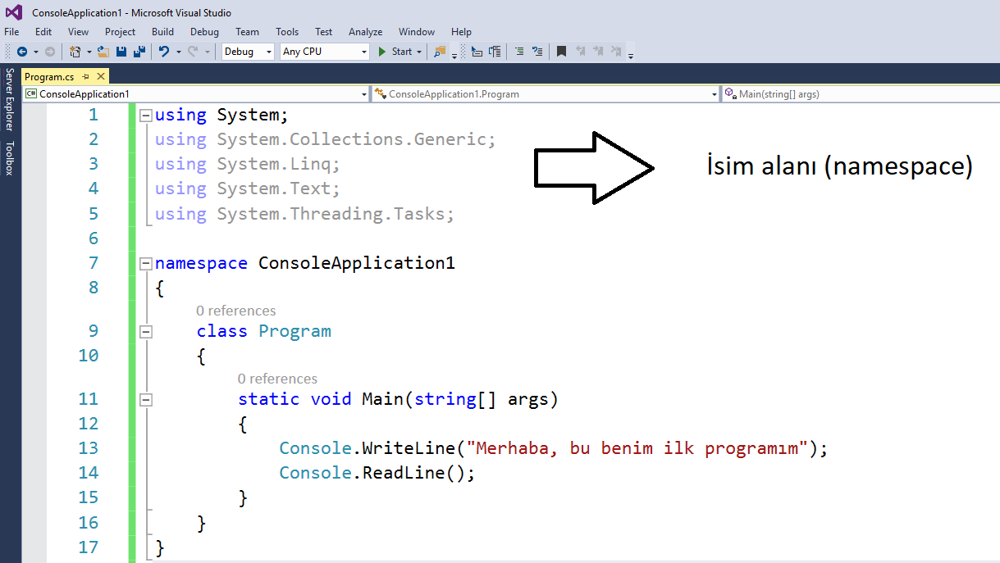 ConsoleApplication1 - Microsoft Visual Studio
File Edit View Project Build Debug Team Tools Test Analyze Window Help
Debug Any CPU Start
Server Explorer
Toolbox
Program.cs
C# ConsoleApplication1 ConsoleApplication1.Program Main(string[] args)
1 using System;
2 using System.Collections.Generic;
3 using System.Linq;
4 using System.Text;
5 using System.Threading.Tasks;
İsim alanı (namespace)
6
7 namespace ConsoleApplication1
8 {
0 references
9 class Program
10 {
0 references
11 static void Main(string[] args)
12 {
13 Console.WriteLine("Merhaba, bu benim ilk programım");
14 Console.ReadLine();
15 }
16 }
17 }